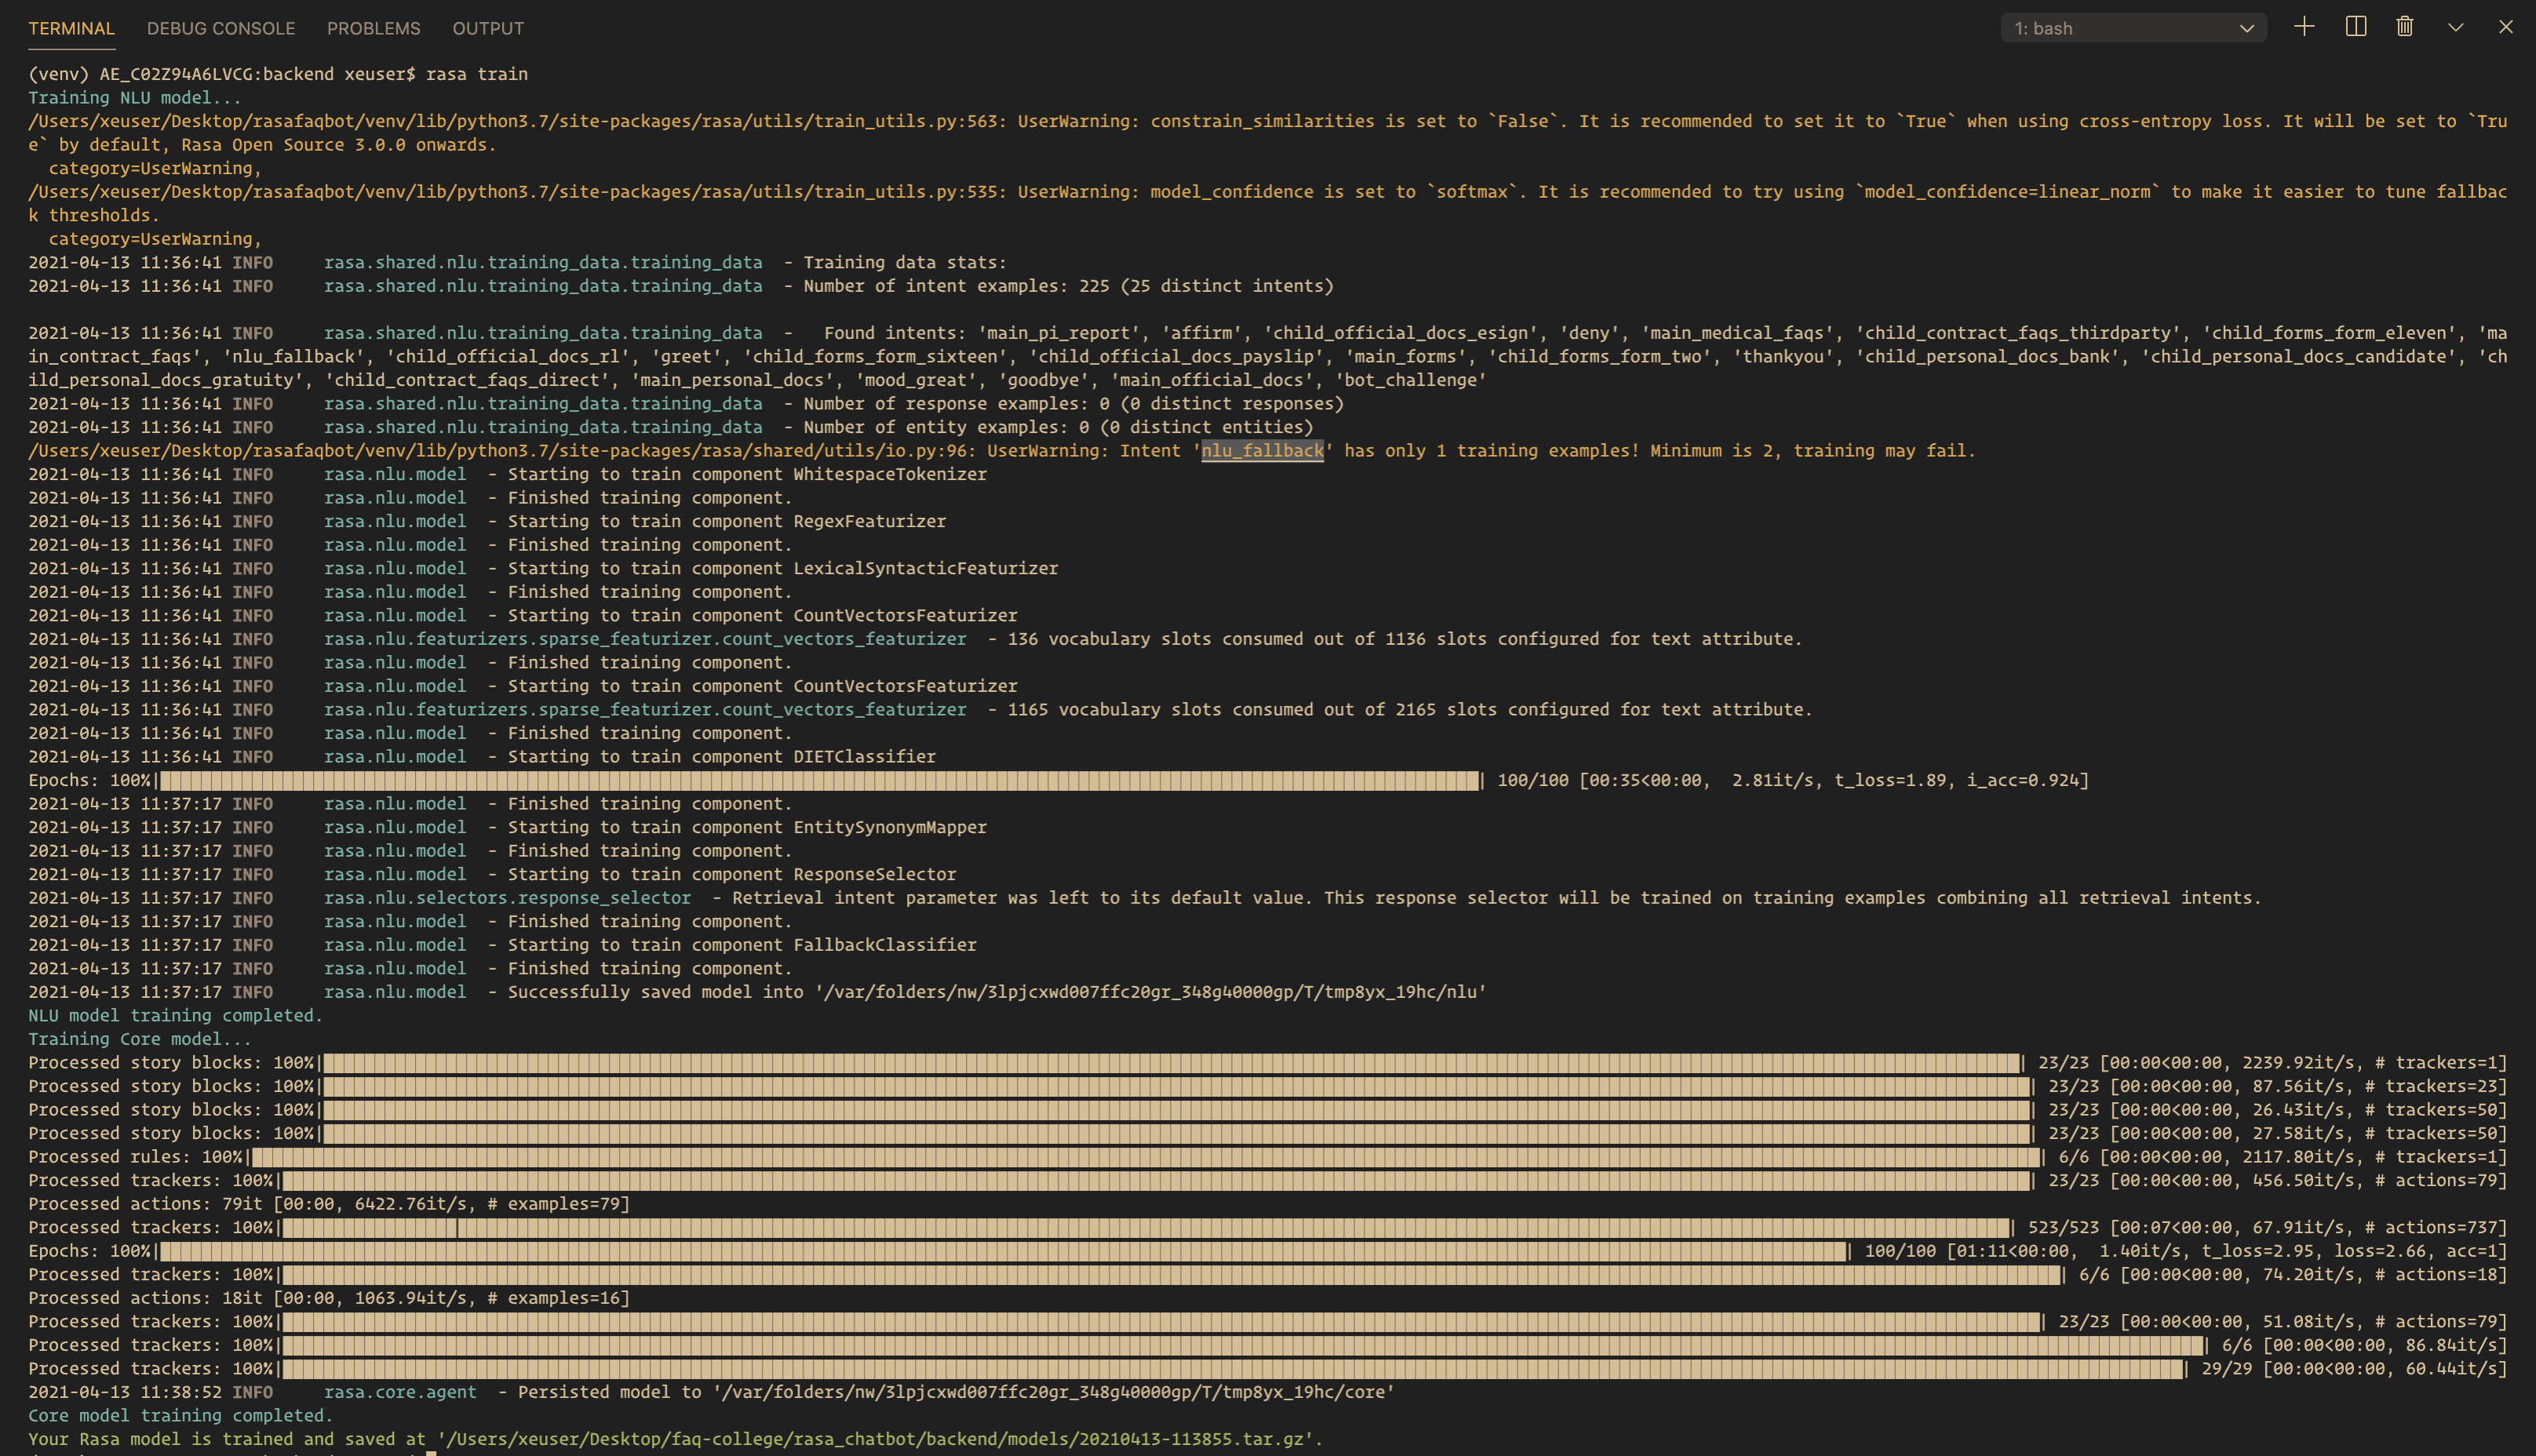 TERMINAL DEBUG CONSOLE PROBLEMS OUTPUT 1: bash
(venv) AE_C02Z94A6LVCG:backend xeuser$ rasa train
Training NLU model...
/Users/xeuser/Desktop/rasafaqbot/venv/lib/python3.7/site-packages/rasa/utils/train_utils.py:563: UserWarning: constrain_similarities is set to `False`. It is recommended to set it to `True` when using cross-entropy loss. It will be set to `Tru
e` by default, Rasa Open Source 3.0.0 onwards.
  category=UserWarning,
/Users/xeuser/Desktop/rasafaqbot/venv/lib/python3.7/site-packages/rasa/utils/train_utils.py:535: UserWarning: model_confidence is set to `softmax`. It is recommended to try using `model_confidence=linear_norm` to make it easier to tune fallbac
k thresholds.
  category=UserWarning,
2021-04-13 11:36:41 INFO     rasa.shared.nlu.training_data.training_data  - Training data stats:
2021-04-13 11:36:41 INFO     rasa.shared.nlu.training_data.training_data  - Number of intent examples: 225 (25 distinct intents)
2021-04-13 11:36:41 INFO     rasa.shared.nlu.training_data.training_data  -   Found intents: 'main_pi_report', 'affirm', 'child_official_docs_esign', 'deny', 'main_medical_faqs', 'child_contract_faqs_thirdparty', 'child_forms_form_eleven', 'ma
in_contract_faqs', 'nlu_fallback', 'child_official_docs_rl', 'greet', 'child_forms_form_sixteen', 'child_official_docs_payslip', 'main_forms', 'child_forms_form_two', 'thankyou', 'child_personal_docs_bank', 'child_personal_docs_candidate', 'ch
ild_personal_docs_gratuity', 'child_contract_faqs_direct', 'main_personal_docs', 'mood_great', 'goodbye', 'main_official_docs', 'bot_challenge'
2021-04-13 11:36:41 INFO     rasa.shared.nlu.training_data.training_data  - Number of response examples: 0 (0 distinct responses)
2021-04-13 11:36:41 INFO     rasa.shared.nlu.training_data.training_data  - Number of entity examples: 0 (0 distinct entities)
/Users/xeuser/Desktop/rasafaqbot/venv/lib/python3.7/site-packages/rasa/shared/utils/io.py:96: UserWarning: Intent 'nlu_fallback' has only 1 training examples! Minimum is 2, training may fail.
2021-04-13 11:36:41 INFO     rasa.nlu.model  - Starting to train component WhitespaceTokenizer
2021-04-13 11:36:41 INFO     rasa.nlu.model  - Finished training component.
2021-04-13 11:36:41 INFO     rasa.nlu.model  - Starting to train component RegexFeaturizer
2021-04-13 11:36:41 INFO     rasa.nlu.model  - Finished training component.
2021-04-13 11:36:41 INFO     rasa.nlu.model  - Starting to train component LexicalSyntacticFeaturizer
2021-04-13 11:36:41 INFO     rasa.nlu.model  - Finished training component.
2021-04-13 11:36:41 INFO     rasa.nlu.model  - Starting to train component CountVectorsFeaturizer
2021-04-13 11:36:41 INFO     rasa.nlu.featurizers.sparse_featurizer.count_vectors_featurizer  - 136 vocabulary slots consumed out of 1136 slots configured for text attribute.
2021-04-13 11:36:41 INFO     rasa.nlu.model  - Finished training component.
2021-04-13 11:36:41 INFO     rasa.nlu.model  - Starting to train component CountVectorsFeaturizer
2021-04-13 11:36:41 INFO     rasa.nlu.featurizers.sparse_featurizer.count_vectors_featurizer  - 1165 vocabulary slots consumed out of 2165 slots configured for text attribute.
2021-04-13 11:36:41 INFO     rasa.nlu.model  - Finished training component.
2021-04-13 11:36:41 INFO     rasa.nlu.model  - Starting to train component DIETClassifier
Epochs: 100%| | 100/100 [00:35<00:00,  2.81it/s, t_loss=1.89, i_acc=0.924]
2021-04-13 11:37:17 INFO     rasa.nlu.model  - Finished training component.
2021-04-13 11:37:17 INFO     rasa.nlu.model  - Starting to train component EntitySynonymMapper
2021-04-13 11:37:17 INFO     rasa.nlu.model  - Finished training component.
2021-04-13 11:37:17 INFO     rasa.nlu.model  - Starting to train component ResponseSelector
2021-04-13 11:37:17 INFO     rasa.nlu.selectors.response_selector  - Retrieval intent parameter was left to its default value. This response selector will be trained on training examples combining all retrieval intents.
2021-04-13 11:37:17 INFO     rasa.nlu.model  - Finished training component.
2021-04-13 11:37:17 INFO     rasa.nlu.model  - Starting to train component FallbackClassifier
2021-04-13 11:37:17 INFO     rasa.nlu.model  - Finished training component.
2021-04-13 11:37:17 INFO     rasa.nlu.model  - Successfully saved model into '/var/folders/nw/3lpjcxwd007ffc20gr_348g40000gp/T/tmp8yx_19hc/nlu'
NLU model training completed.
Training Core model...
Processed story blocks: 100%| | 23/23 [00:00<00:00, 2239.92it/s, # trackers=1]
Processed story blocks: 100%| | 23/23 [00:00<00:00, 87.56it/s, # trackers=23]
Processed story blocks: 100%| | 23/23 [00:00<00:00, 26.43it/s, # trackers=50]
Processed story blocks: 100%| | 23/23 [00:00<00:00, 27.58it/s, # trackers=50]
Processed rules: 100%| | 6/6 [00:00<00:00, 2117.80it/s, # trackers=1]
Processed trackers: 100%| | 23/23 [00:00<00:00, 456.50it/s, # actions=79]
Processed actions: 79it [00:00, 6422.76it/s, # examples=79]
Processed trackers: 100%| | 523/523 [00:07<00:00, 67.91it/s, # actions=737]
Epochs: 100%| | 100/100 [01:11<00:00,  1.40it/s, t_loss=2.95, loss=2.66, acc=1]
Processed trackers: 100%| | 6/6 [00:00<00:00, 74.20it/s, # actions=18]
Processed actions: 18it [00:00, 1063.94it/s, # examples=16]
Processed trackers: 100%| | 23/23 [00:00<00:00, 51.08it/s, # actions=79]
Processed trackers: 100%| | 6/6 [00:00<00:00, 86.84it/s]
Processed trackers: 100%| | 29/29 [00:00<00:00, 60.44it/s]
2021-04-13 11:38:52 INFO     rasa.core.agent  - Persisted model to '/var/folders/nw/3lpjcxwd007ffc20gr_348g40000gp/T/tmp8yx_19hc/core'
Core model training completed.
Your Rasa model is trained and saved at '/Users/xeuser/Desktop/faq-college/rasa_chatbot/backend/models/20210413-113855.tar.gz'.